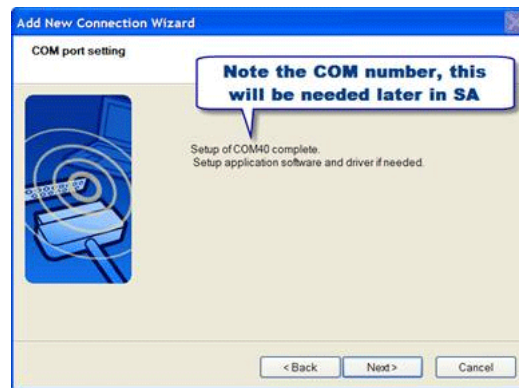 Add New Connection Wizard
COM port setting
Note the COM number, this
will be needed later in SA
Setup of COM40 complete.
Setup application software and driver if needed.
< Back
Next >
Cancel